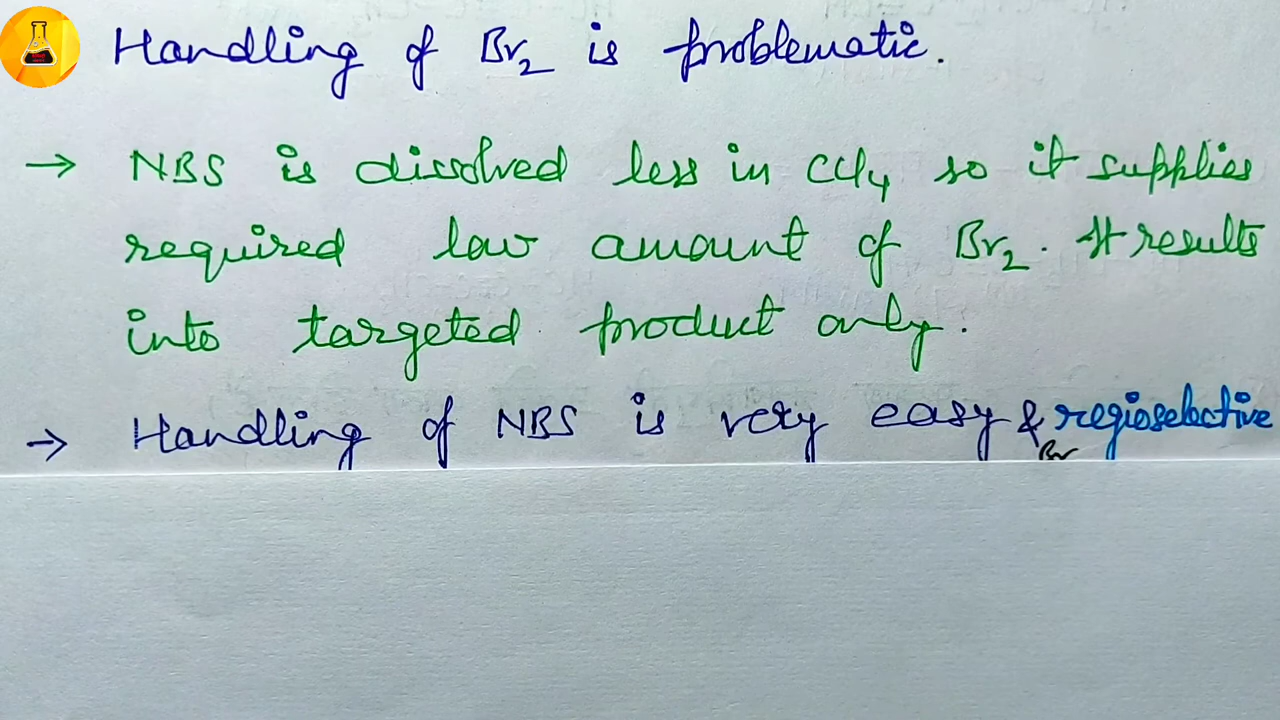 Handling of Br₂ is problematic.
→ NBS is dissolved less in CCl₄ so it supplies
required low amount of Br₂. It results
into targeted product only.
→ Handling of NBS is very easy & regioselective
Br